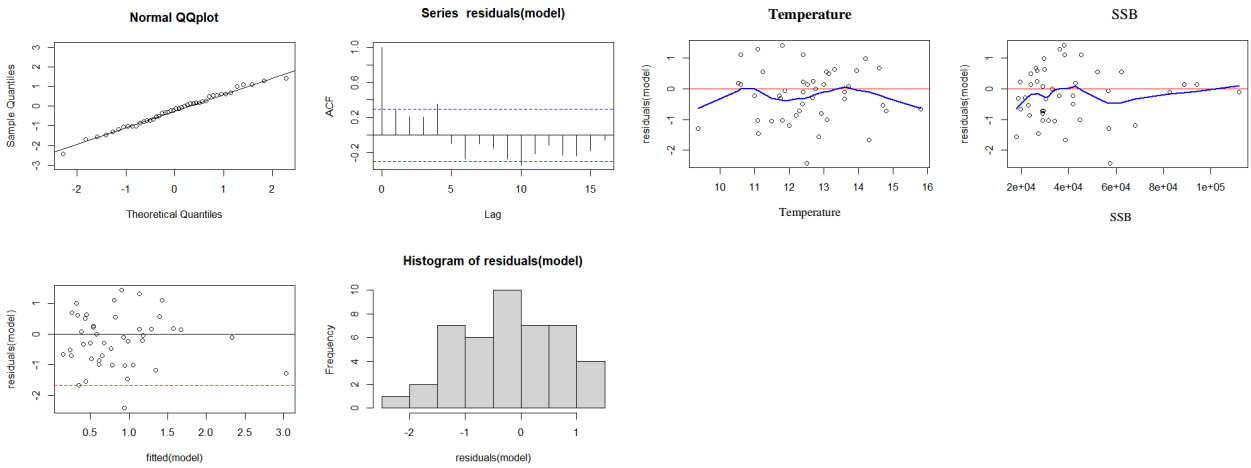 Normal QQplot
Sample Quantiles
3
2
1
0
-1
-2
-3
-2 -1 0 1 2
Theoretical Quantiles
Series residuals(model)
ACF
1.0
0.6
0.2
-0.2
0 5 10 15
Lag
Temperature
residuals(model)
1
0
-1
-2
10 11 12 13 14 15 16
Temperature
SSB
residuals(model)
1
0
-1
-2
2e+04 4e+04 6e+04 8e+04 1e+05
SSB
residuals(model)
1
0
-1
-2
0.5 1.0 1.5 2.0 2.5 3.0
fitted(model)
Histogram of residuals(model)
Frequency
10
8
6
4
2
0
-2 -1 0 1
residuals(model)